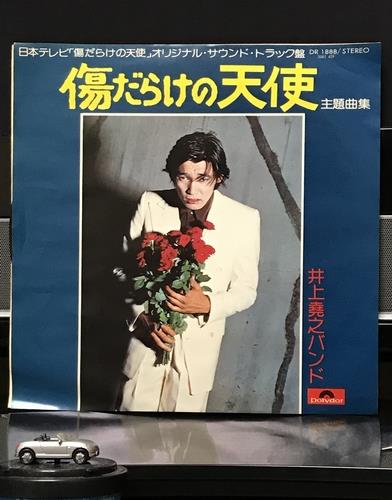 日本テレビ「傷だらけの天使」オリジナル・サウンド・トラック盤
DR 1888/STEREO
傷だらけの天使
主題曲集
井上堯之バンド
Polydor